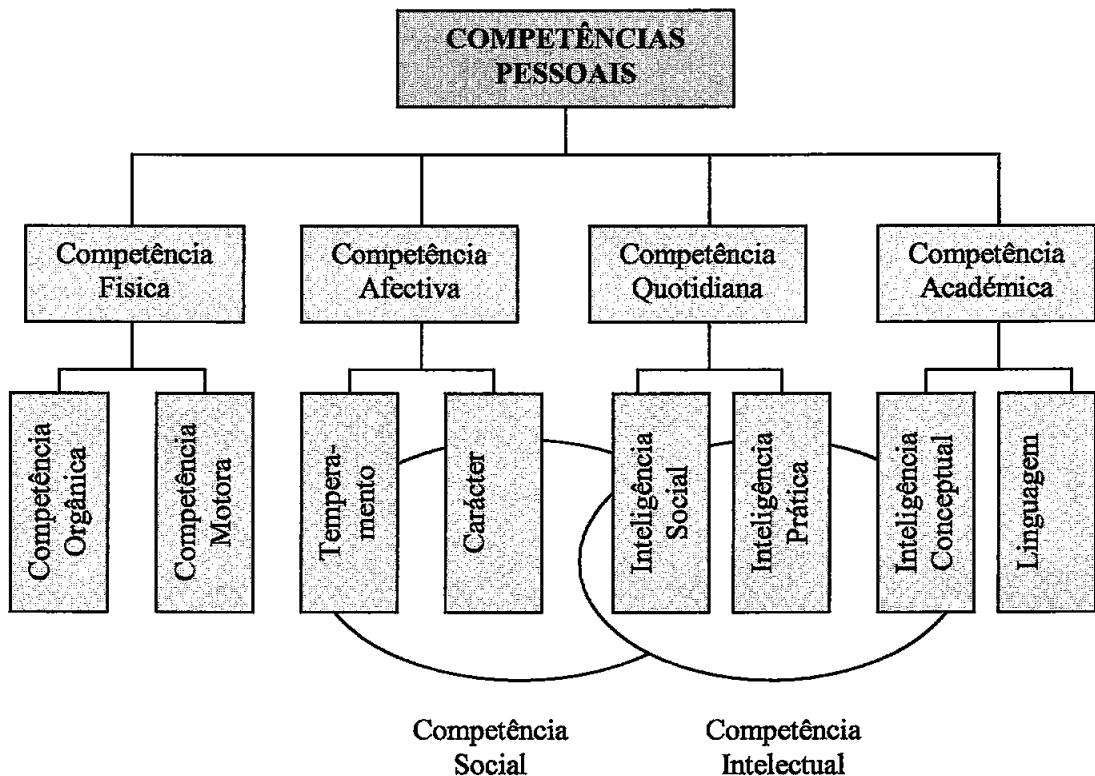 COMPETÊNCIAS
PESSOAIS
Competência
Fisica
Competência
Afectiva
Competência
Quotidiana
Competência
Académica
Competência
Orgânica
Competência
Motora
Tempera-
mento
Carácter
Inteligência
Social
Inteligência
Prática
Inteligência
Conceptual
Linguagem
Competência
Social
Competência
Intelectual